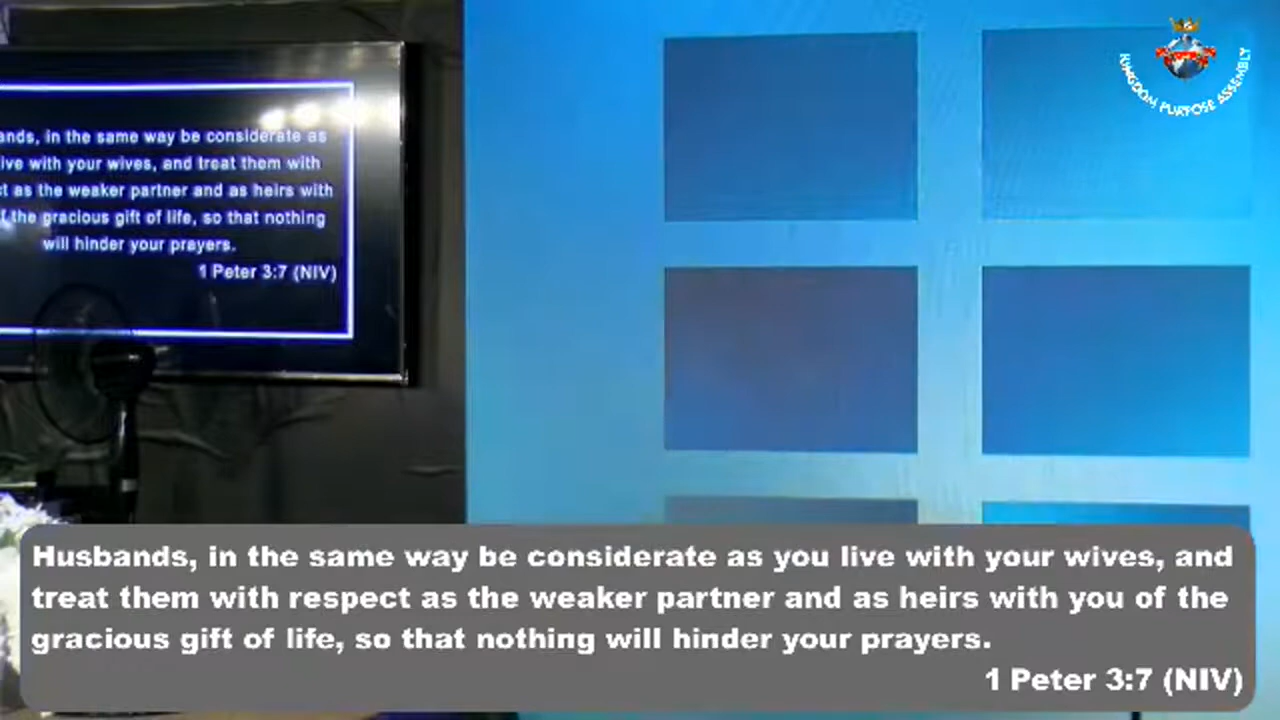 ands, in the same way be considerate as
ive with your wives, and treat them with
as the weaker partner and as heirs with
the gracious gift of life, so that nothing
will hinder your prayers.
1 Peter 3:7 (NIV)
KINGDOM PURPOSE ASSEMBLY
Husbands, in the same way be considerate as you live with your wives, and
treat them with respect as the weaker partner and as heirs with you of the
gracious gift of life, so that nothing will hinder your prayers.
1 Peter 3:7 (NIV)